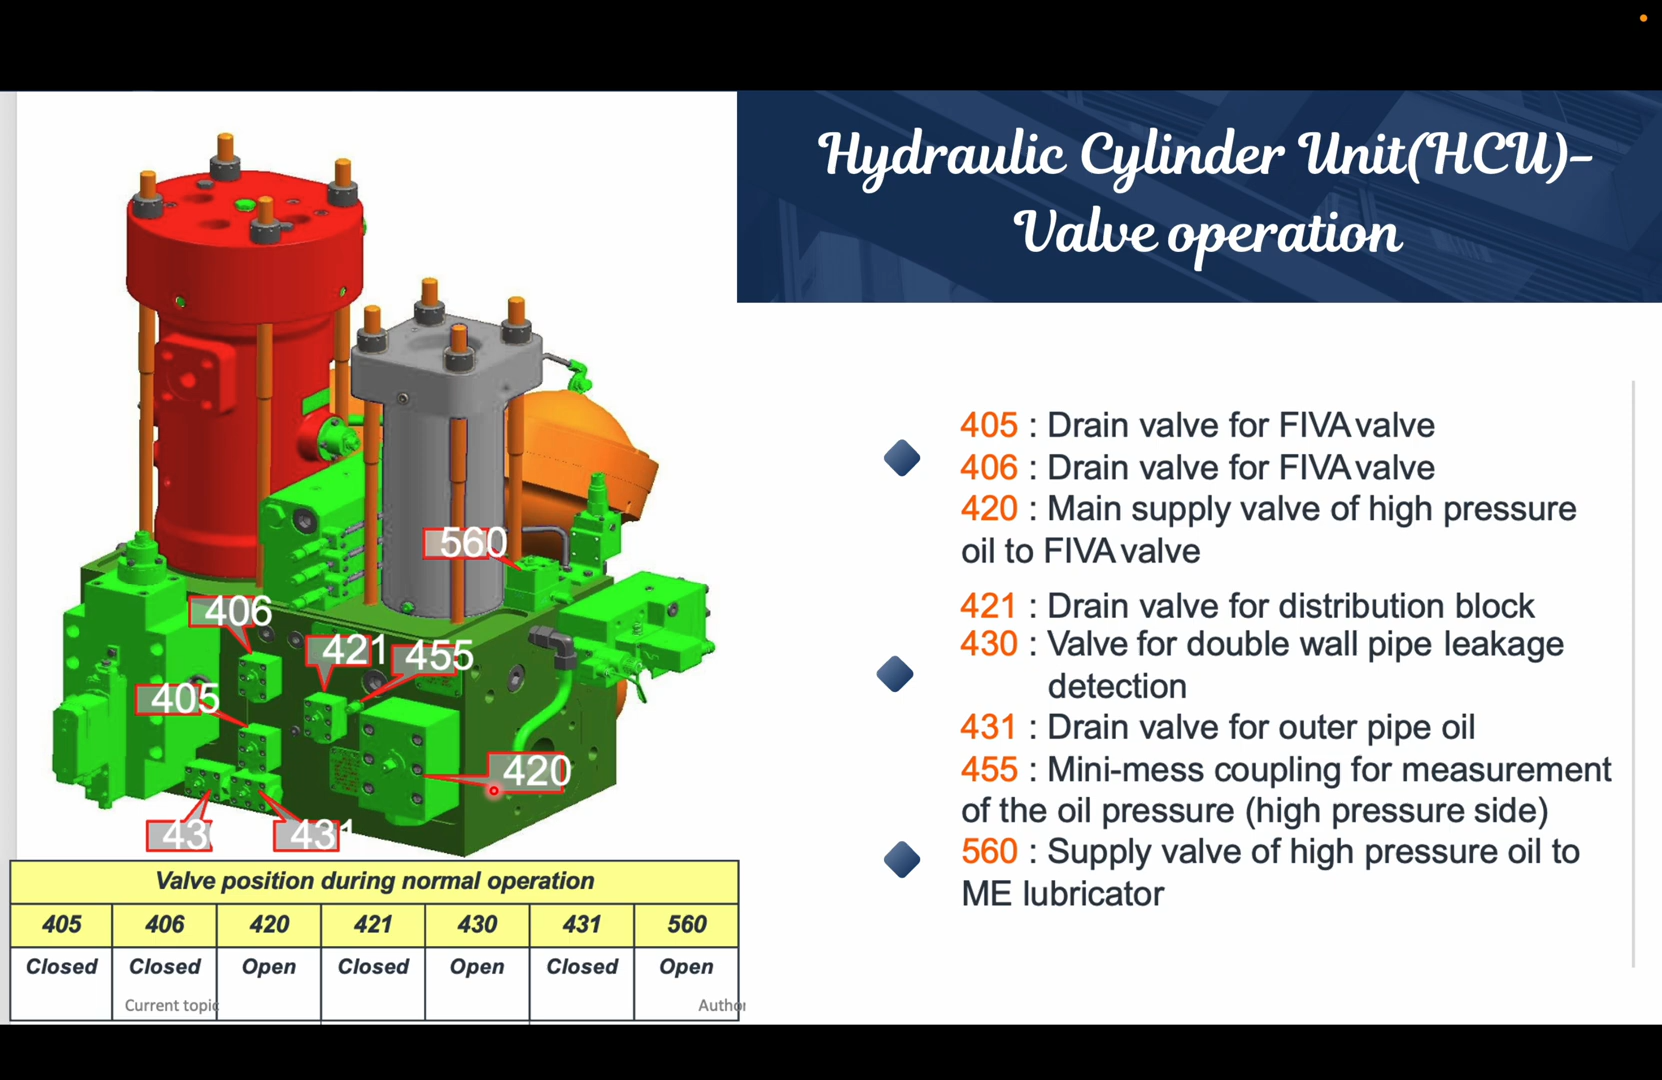 Hydraulic Cylinder Unit(HCU)–
Valve operation
405 : Drain valve for FIVA valve
406 : Drain valve for FIVA valve
420 : Main supply valve of high pressure
oil to FIVA valve
421 : Drain valve for distribution block
430 : Valve for double wall pipe leakage
detection
431 : Drain valve for outer pipe oil
455 : Mini-mess coupling for measurement
of the oil pressure (high pressure side)
560 : Supply valve of high pressure oil to
ME lubricator
560
406
421 455
405
420
430 431
Valve position during normal operation
405 406 420 421 430 431 560
Closed Closed Open Closed Open Closed Open
Current topic Author